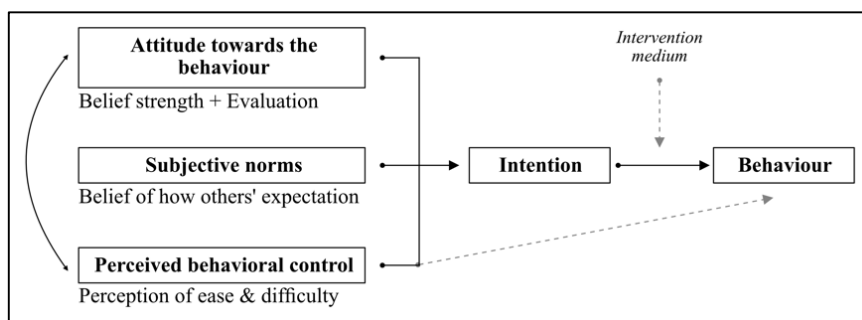 Attitude towards the
behaviour
Belief strength + Evaluation
Intervention
medium
Subjective norms
Belief of how others' expectation
Intention
Behaviour
Perceived behavioral control
Perception of ease & difficulty